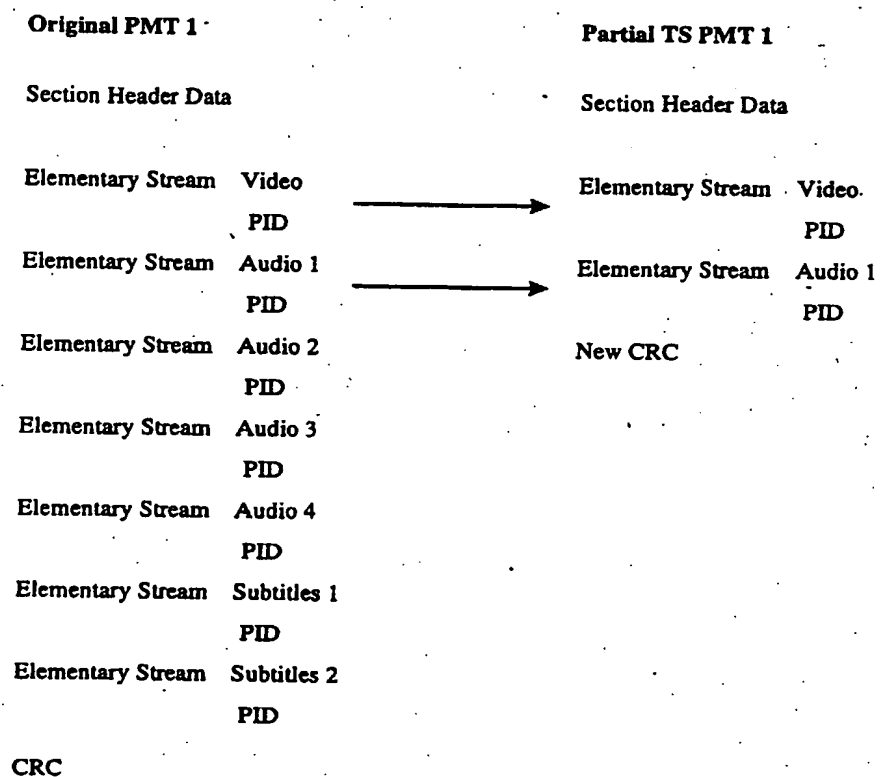 Original PMT 1
Section Header Data
Elementary Stream Video
PID
Elementary Stream Audio 1
PID
Elementary Stream Audio 2
PID
Elementary Stream Audio 3
PID
Elementary Stream Audio 4
PID
Elementary Stream Subtitles 1
PID
Elementary Stream Subtitles 2
PID
CRC
Partial TS PMT 1
Section Header Data
Elementary Stream Video
PID
Elementary Stream Audio 1
PID
New CRC